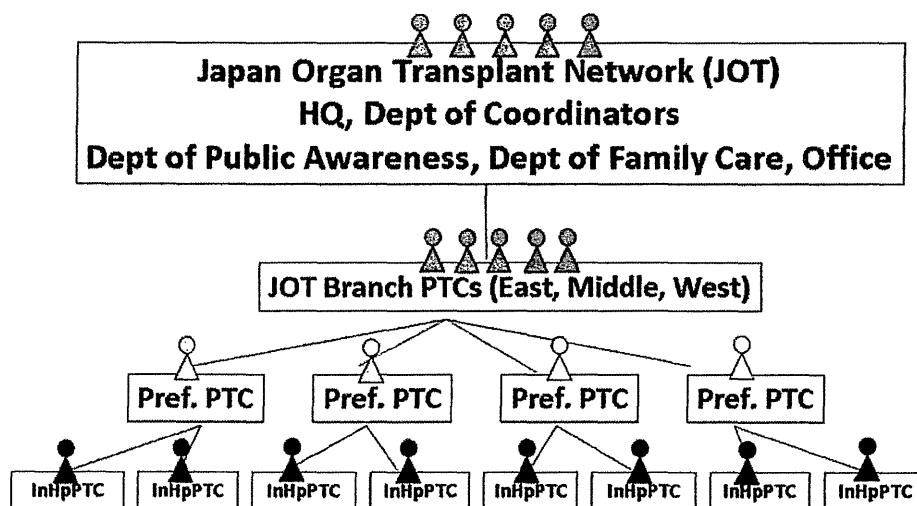 Japan Organ Transplant Network (JOT)
HQ, Dept of Coordinators
Dept of Public Awareness, Dept of Family Care, Office
JOT Branch PTCs (East, Middle, West)
Pref. PTC Pref. PTC Pref. PTC Pref. PTC
InHpPTC InHpPTC InHpPTC InHpPTC InHpPTC InHpPTC InHpPTC InHpPTC